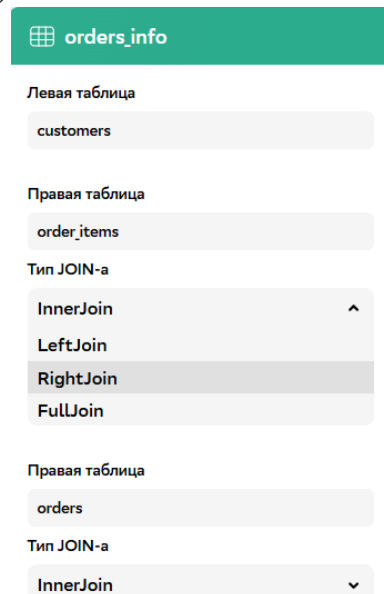 orders_info
Левая таблица
customers
Правая таблица
order_items
Тип JOIN-а
InnerJoin
LeftJoin
RightJoin
FullJoin
Правая таблица
orders
Тип JOIN-а
InnerJoin